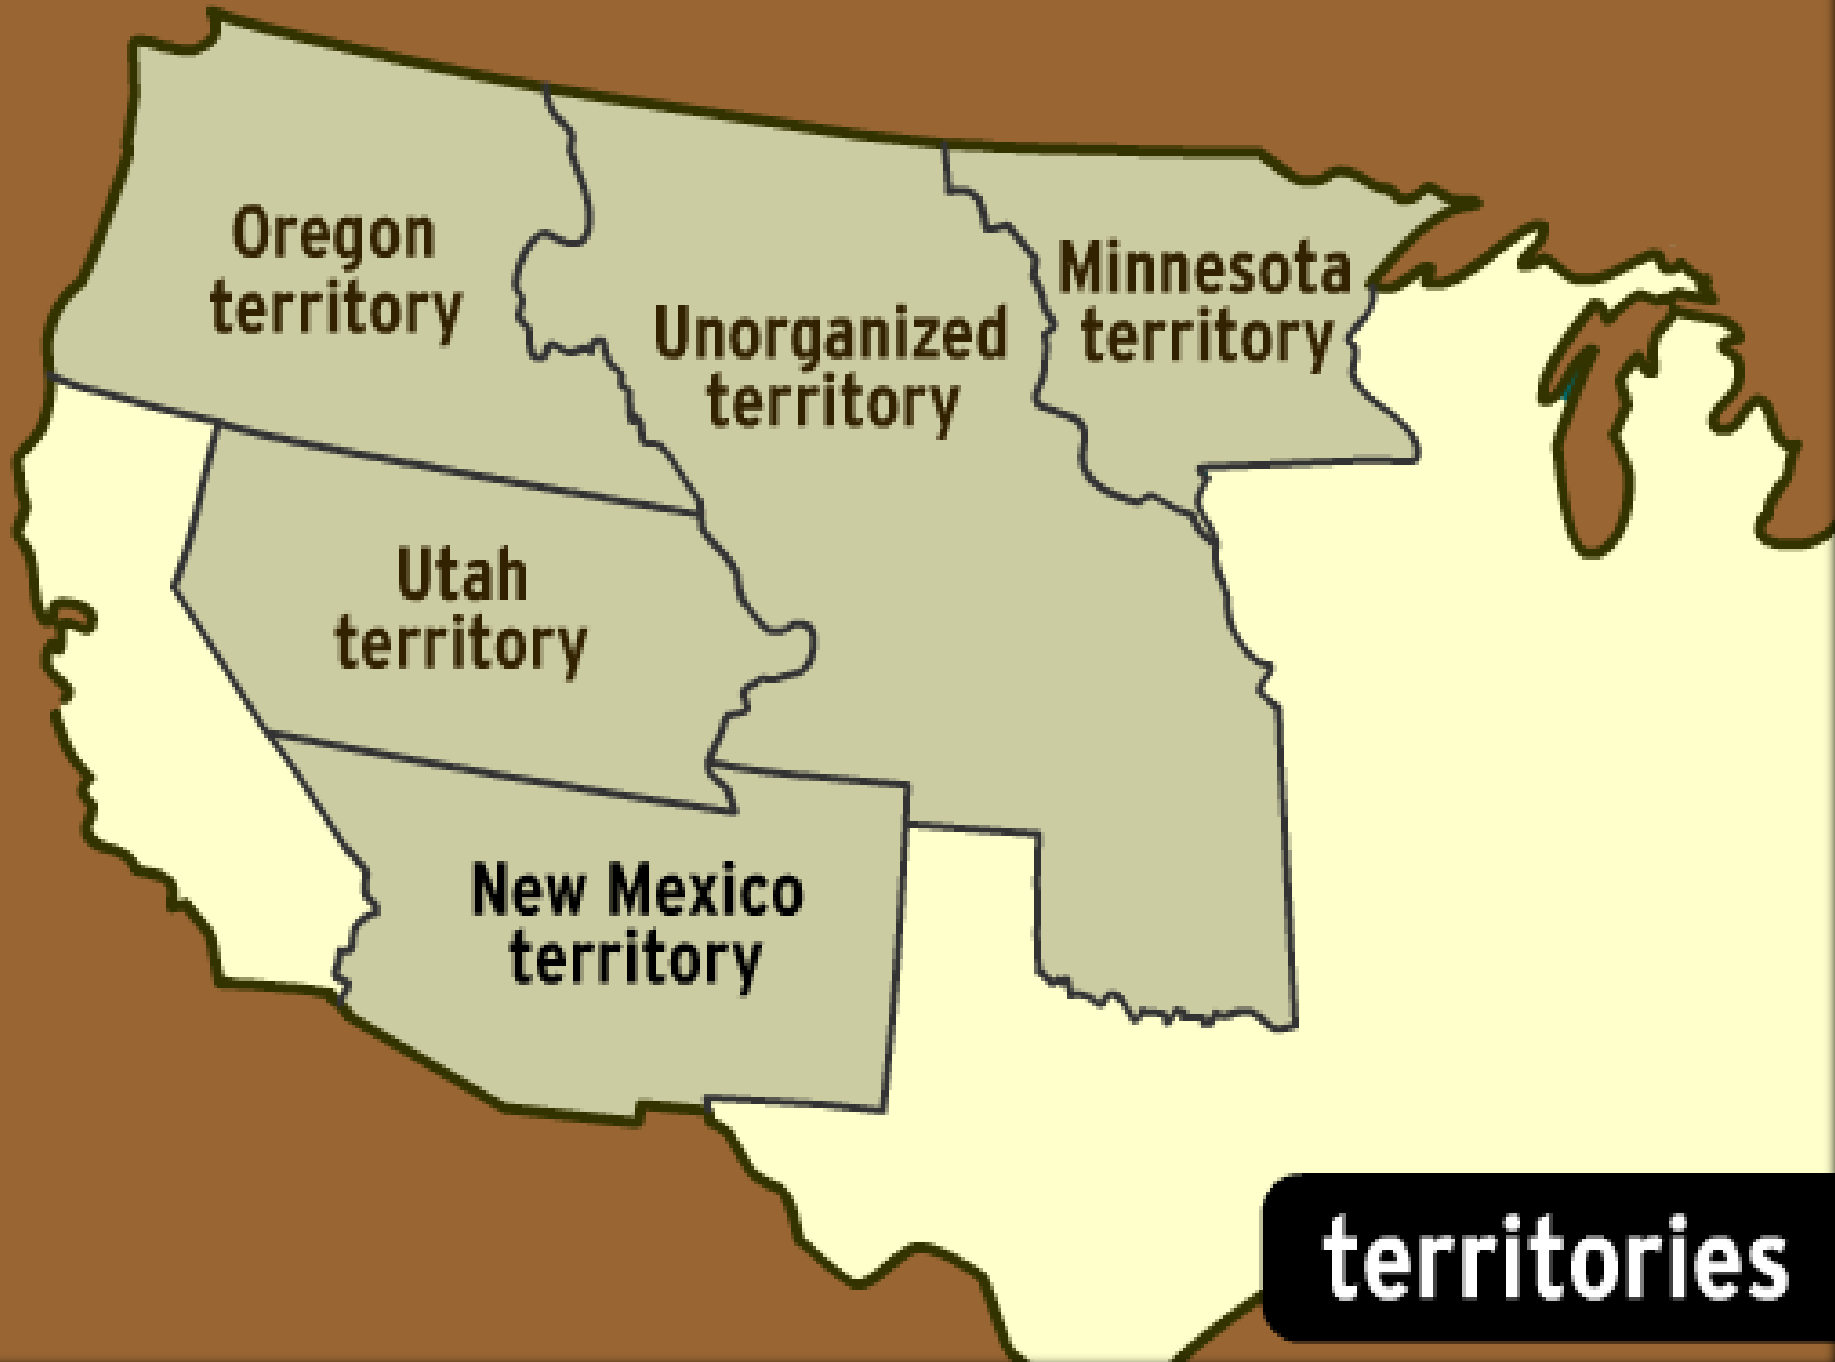 Oregon
territory
Unorganized
territory
Minnesota
territory
Utah
territory
New Mexico
territory
territories